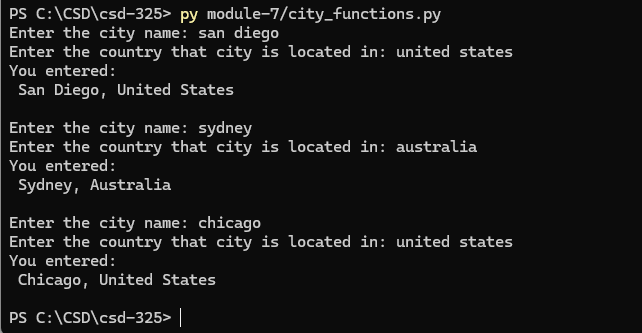 PS C:\CSD\csd-325> py module-7/city_functions.py
Enter the city name: san diego
Enter the country that city is located in: united states
You entered:
 San Diego, United States

Enter the city name: sydney
Enter the country that city is located in: australia
You entered:
 Sydney, Australia

Enter the city name: chicago
Enter the country that city is located in: united states
You entered:
 Chicago, United States

PS C:\CSD\csd-325>